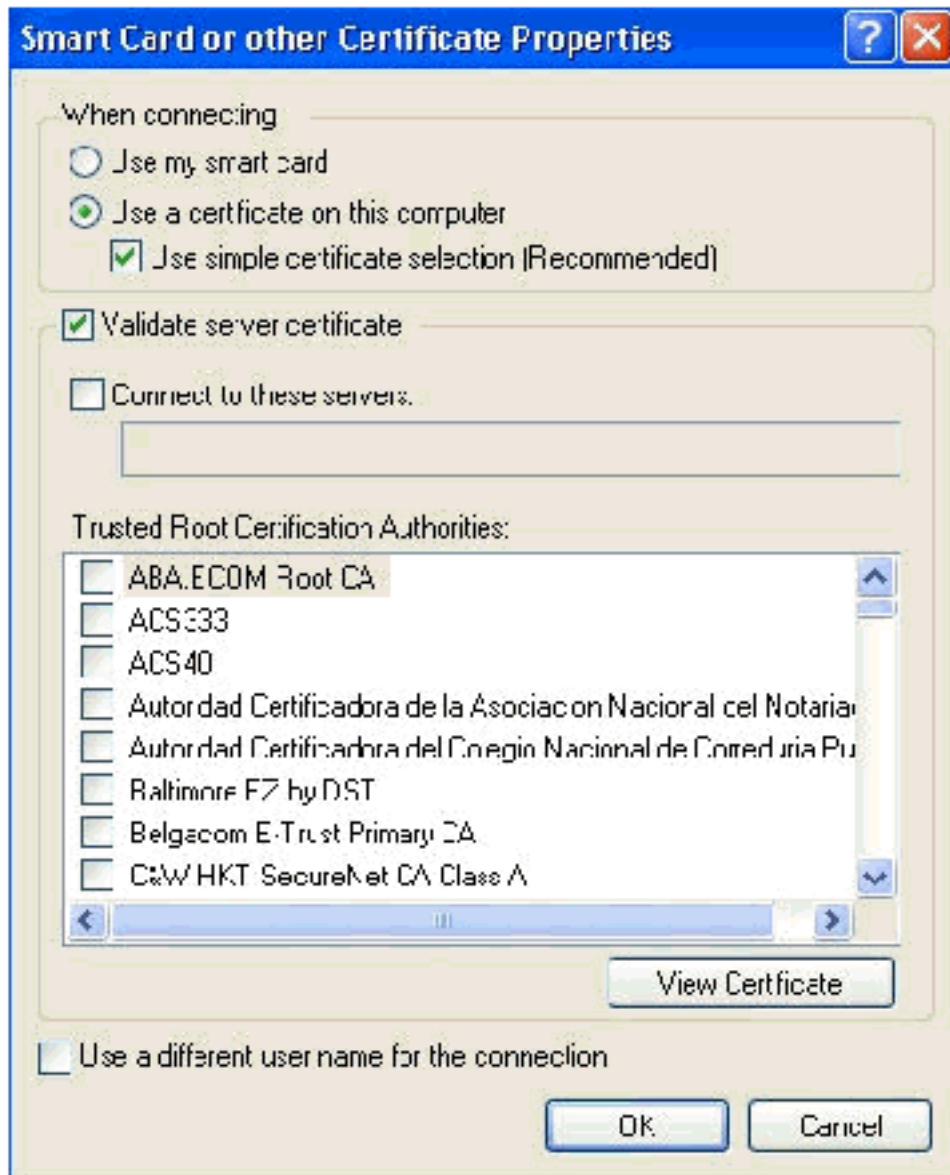 Smart Card or other Certificate Properties
When connecting
Use my smart card
Use a certificate on this computer
Use simple certificate selection (Recommended)
Validate server certificate
Connect to these servers:
Trusted Root Certification Authorities:
ABA.ECOM Root CA
ACS333
ACS40
Autoridad Certificadora de la Asociacion Nacional del Notaria
Autoridad Certificadora del Colegio Nacional de Correduria Pu
Baltimore EZ by DST
Belgacom E-Trust Primary CA
C&W HKT SecureNet CA Class A
View Certificate
Use a different user name for the connection
OK
Cancel